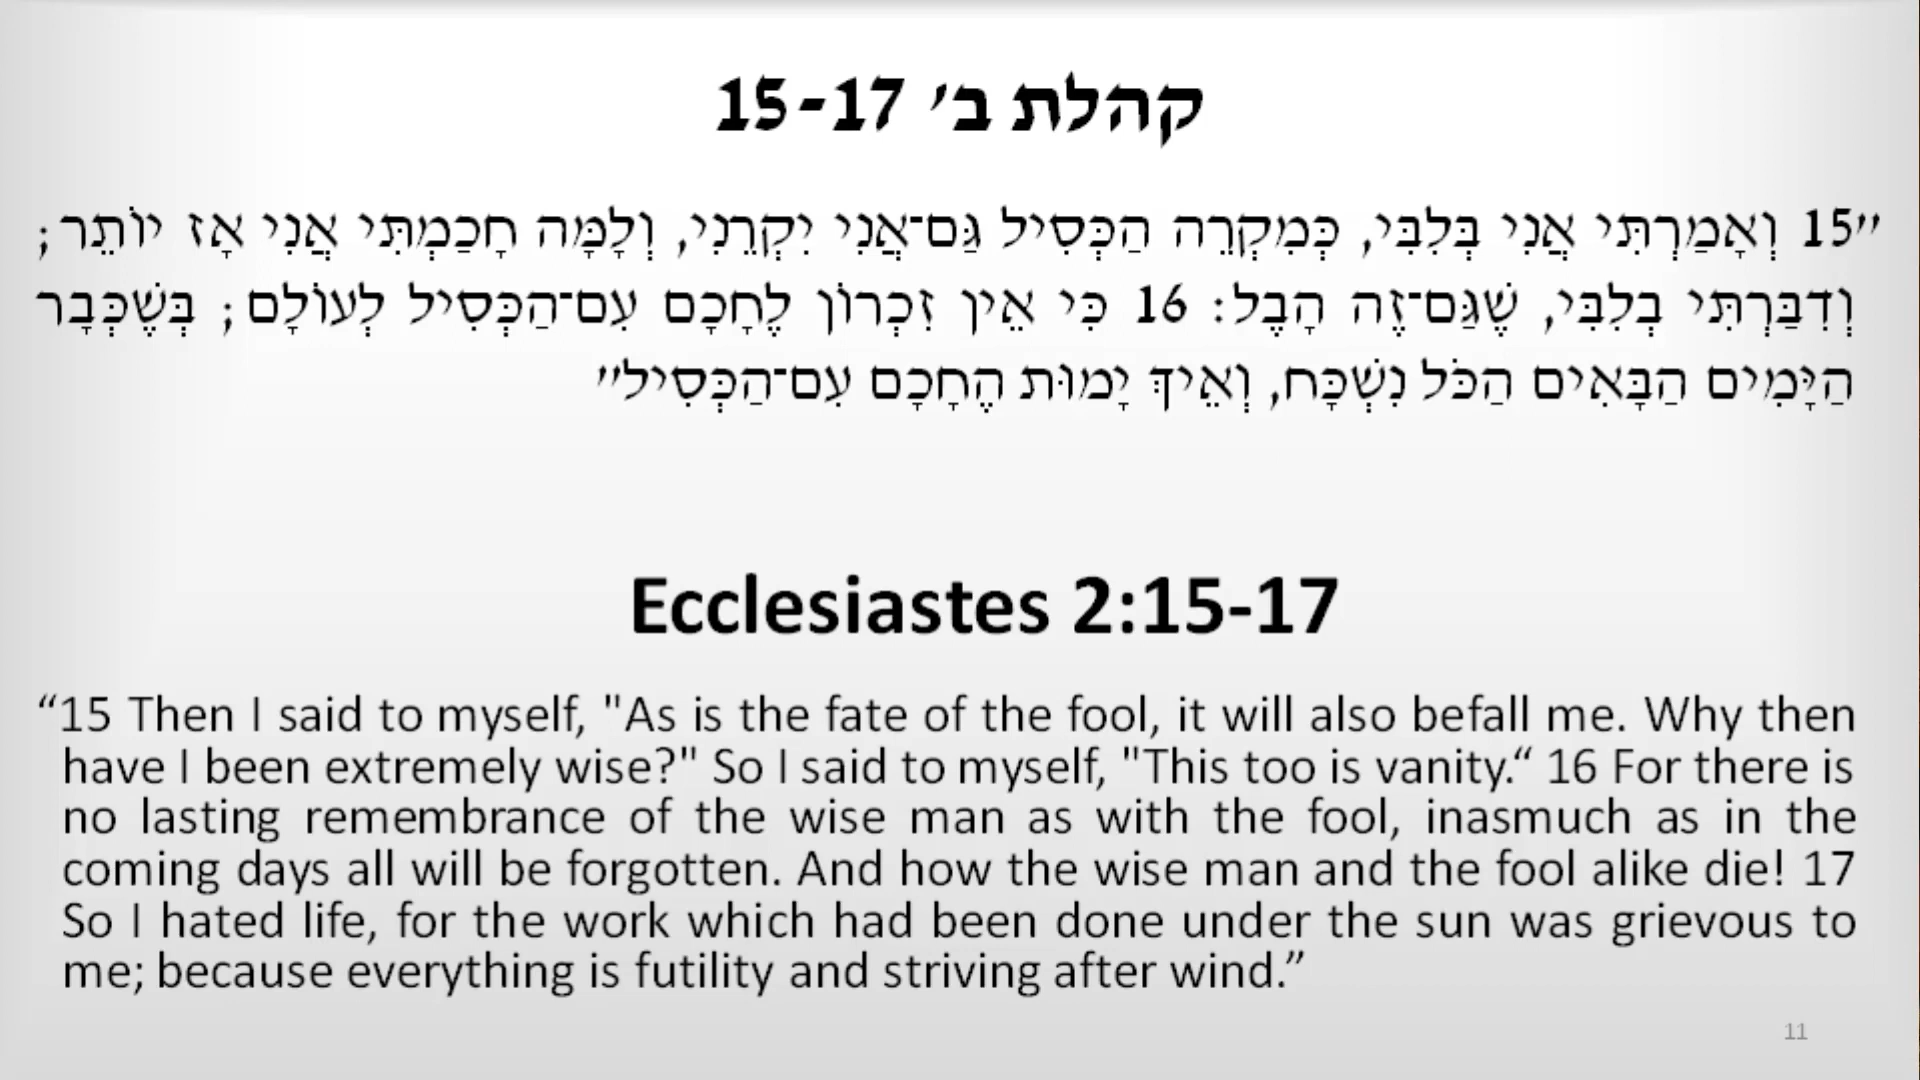 קהלת ב׳ 15-17
״15 וְאָמַרְתִּי אֲנִי בְּלִבִּי, כְּמִקְרֵה הַכְּסִיל גַּם־אֲנִי יִקְרֵנִי, וְלָמָּה חָכַמְתִּי אֲנִי אָז יוֹתֵר;
וְדִבַּרְתִּי בְלִבִּי, שֶׁגַּם־זֶה הָבֶל: 16 כִּי אֵין זִכְרוֹן לֶחָכָם עִם־הַכְּסִיל לְעוֹלָם; בְּשֶׁכְּבָר
הַיָּמִים הַבָּאִים הַכֹּל נִשְׁכָּח, וְאֵיךְ יָמוּת הֶחָכָם עִם־הַכְּסִיל״
Ecclesiastes 2:15-17
“15 Then I said to myself, "As is the fate of the fool, it will also befall me. Why then
have I been extremely wise?" So I said to myself, "This too is vanity.“ 16 For there is
no lasting remembrance of the wise man as with the fool, inasmuch as in the
coming days all will be forgotten. And how the wise man and the fool alike die! 17
So I hated life, for the work which had been done under the sun was grievous to
me; because everything is futility and striving after wind.”
11